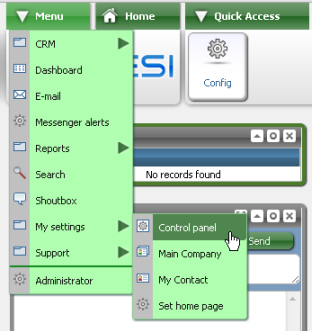 Menu Home Quick Access
CRM
ESI
Dashboard
Config
E-mail
Messenger alerts
Reports
Search No records found
Shoutbox
My settings Control panel
Send
Support Main Company
Administrator My Contact
Set home page